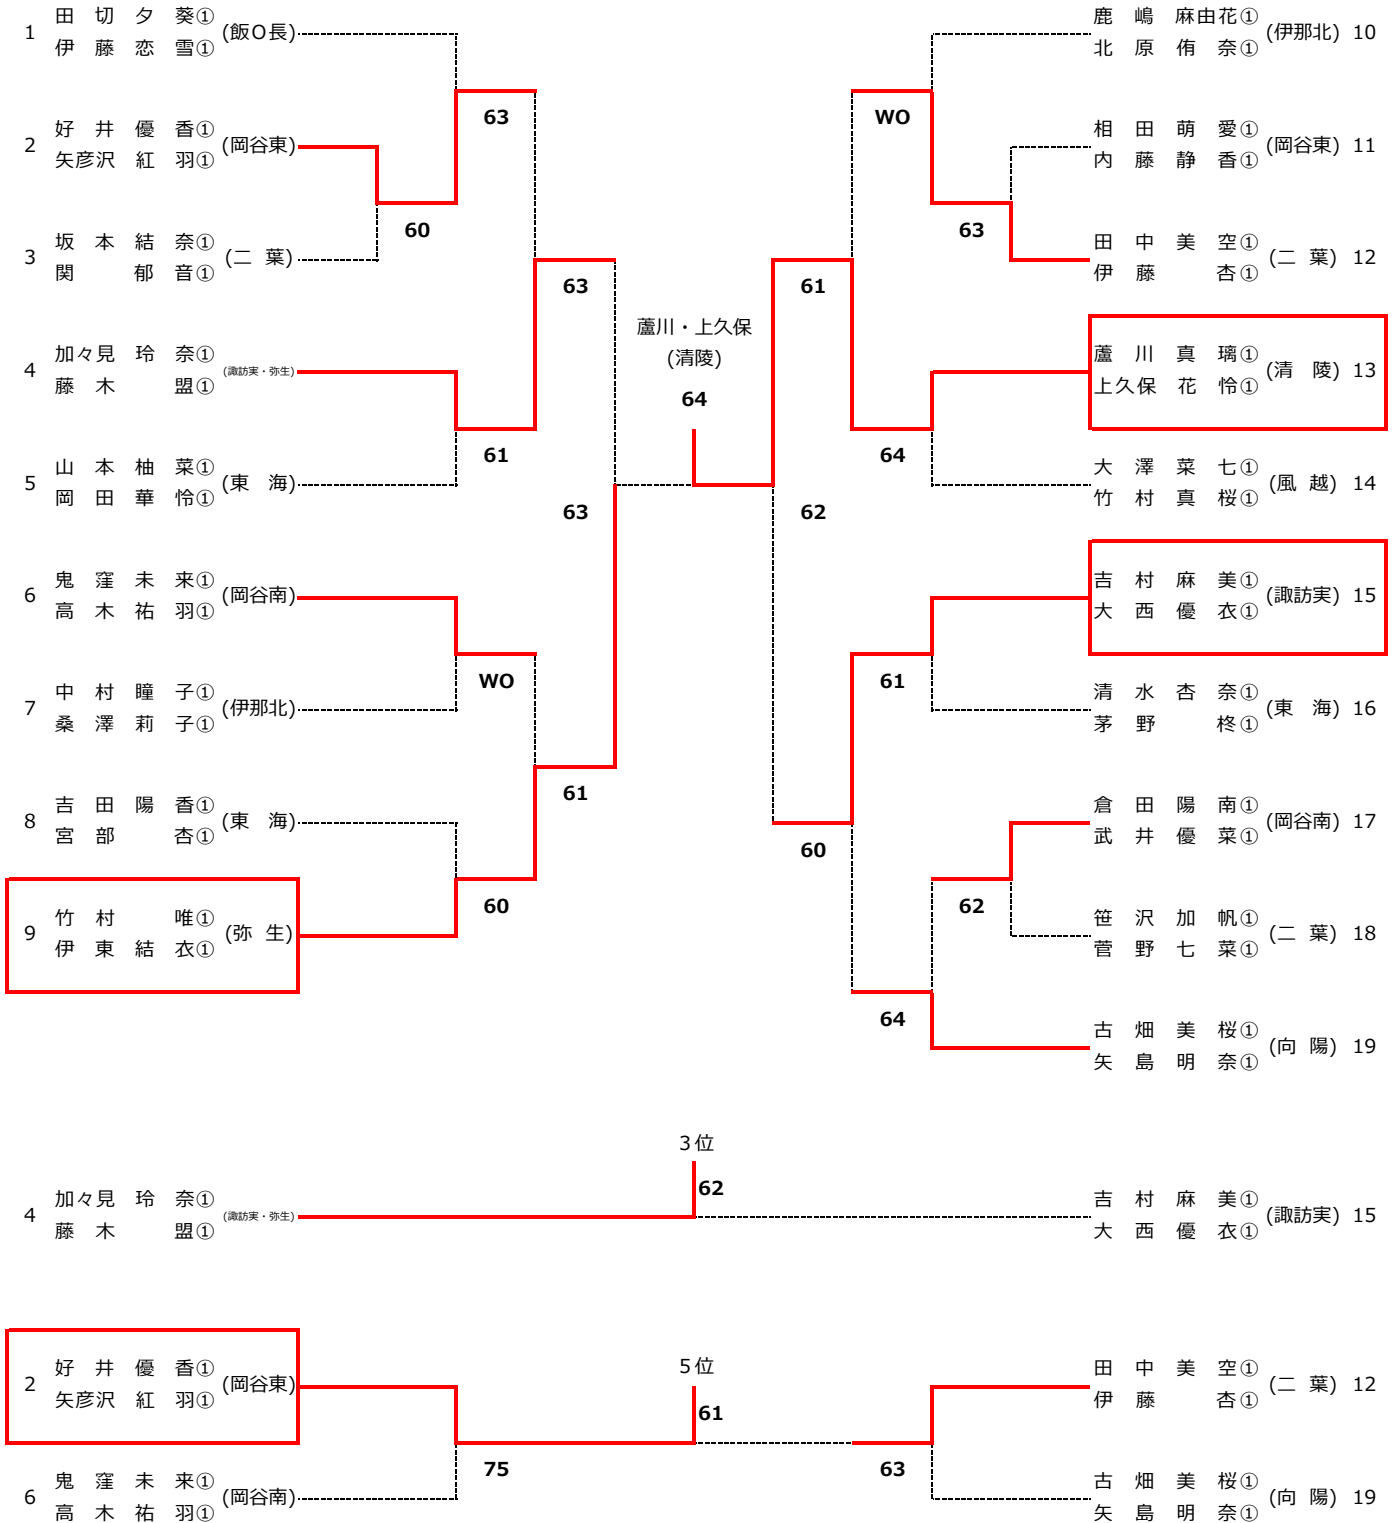 1 田切夕葵① (飯O長)
伊藤恋雪①
2 好井優香① (岡谷東)
矢彦沢紅羽①
3 坂本結奈① (二葉)
関郁音①
4 加々見玲奈① (諏訪実・弥生)
藤木盟①
5 山本柚菜① (東海)
岡田華怜①
6 鬼窪未来① (岡谷南)
高木祐羽①
7 中村瞳子① (伊那北)
桑澤莉子①
8 吉田陽香① (東海)
宮部杏①
9 竹村唯① (弥生)
伊東結衣①
63
60
63
61
63
WO
61
60
蘆川・上久保
(清陵)
64
WO
63
61
64
62
61
60
62
64
鹿嶋麻由花① (伊那北) 10
北原侑奈①
相田萌愛① (岡谷東) 11
内藤静香①
田中美空① (二葉) 12
伊藤杏①
蘆川真璃① (清陵) 13
上久保花怜①
大澤菜七① (風越) 14
竹村真桜①
吉村麻美① (諏訪実) 15
大西優衣①
清水杏奈① (東海) 16
茅野柊①
倉田陽南① (岡谷南) 17
武井優菜①
笹沢加帆① (二葉) 18
菅野七菜①
古畑美桜① (向陽) 19
矢島明奈①
3位
62
4 加々見玲奈① (諏訪実・弥生)
藤木盟①
吉村麻美① (諏訪実) 15
大西優衣①
5位
61
2 好井優香① (岡谷東)
矢彦沢紅羽①
75
6 鬼窪未来① (岡谷南)
高木祐羽①
田中美空① (二葉) 12
伊藤杏①
63
古畑美桜① (向陽) 19
矢島明奈①